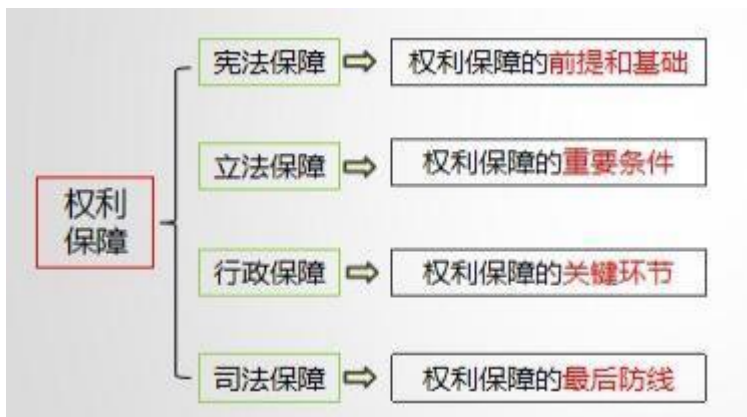 权利
保障
宪法保障
权利保障的前提和基础
立法保障
权利保障的重要条件
行政保障
权利保障的关键环节
司法保障
权利保障的最后防线